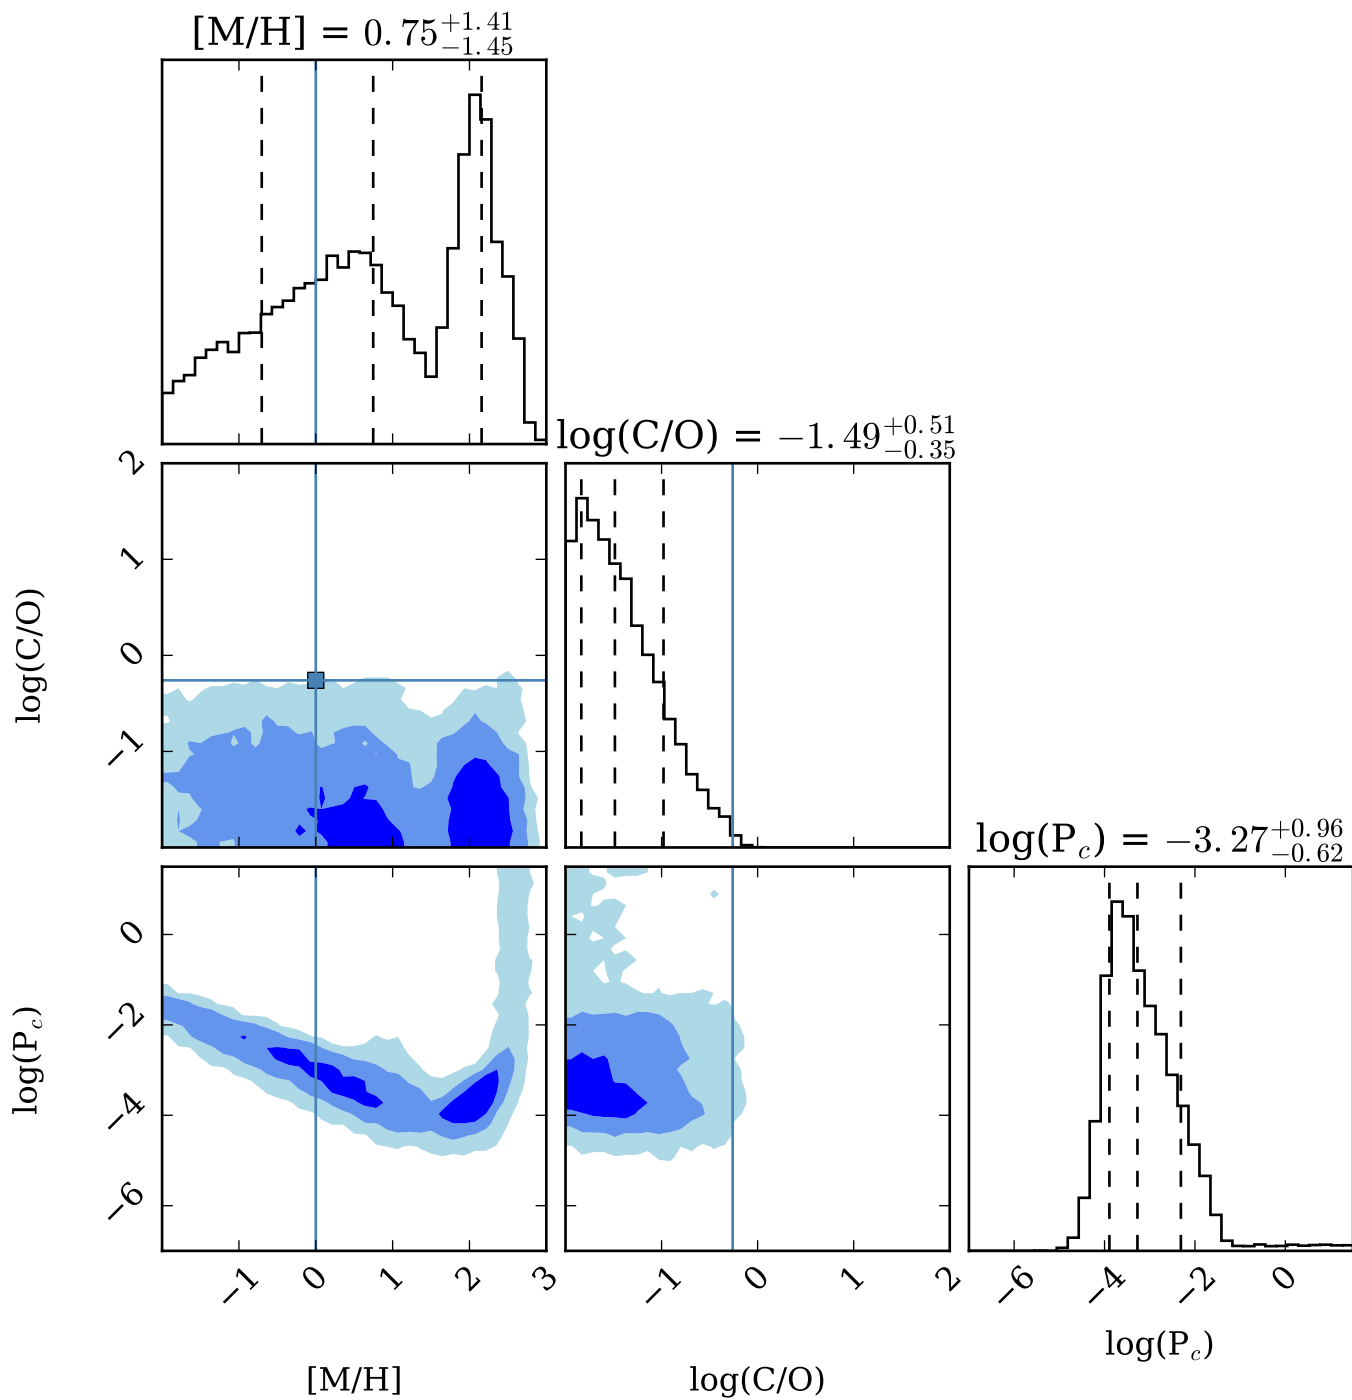 [M/H] = 0.75^{+1.41}_{-1.45}
log(C/O) = −1.49^{+0.51}_{-0.35}
2
1
0
−1
log(C/O)
log(P_c) = −3.27^{+0.96}_{-0.62}
0
−2
−4
−6
log(P_c)
−1 0 1 2 3
−1 0 1 2
−6 −4 −2 0
[M/H]
log(C/O)
log(P_c)